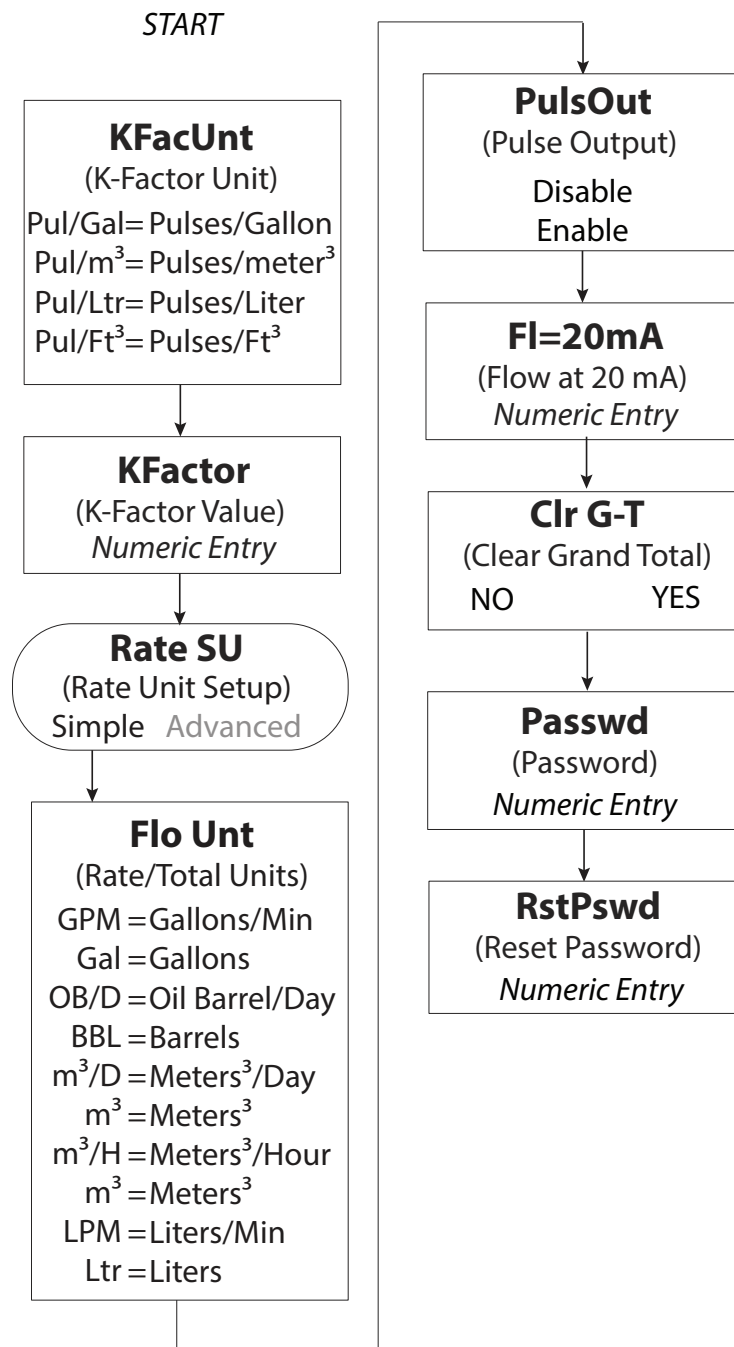 START
KFacUnt
(K-Factor Unit)
Pul/Gal= Pulses/Gallon
Pul/m³= Pulses/meter³
Pul/Ltr= Pulses/Liter
Pul/Ft³= Pulses/Ft³
KFactor
(K-Factor Value)
Numeric Entry
Rate SU
(Rate Unit Setup)
Simple Advanced
Flo Unt
(Rate/Total Units)
GPM = Gallons/Min
Gal = Gallons
OB/D = Oil Barrel/Day
BBL = Barrels
m³/D = Meters³/Day
m³ = Meters³
m³/H = Meters³/Hour
m³ = Meters³
LPM = Liters/Min
Ltr = Liters
PulsOut
(Pulse Output)
Disable
Enable
Fl=20mA
(Flow at 20 mA)
Numeric Entry
Clr G-T
(Clear Grand Total)
NO YES
Passwd
(Password)
Numeric Entry
RstPswd
(Reset Password)
Numeric Entry